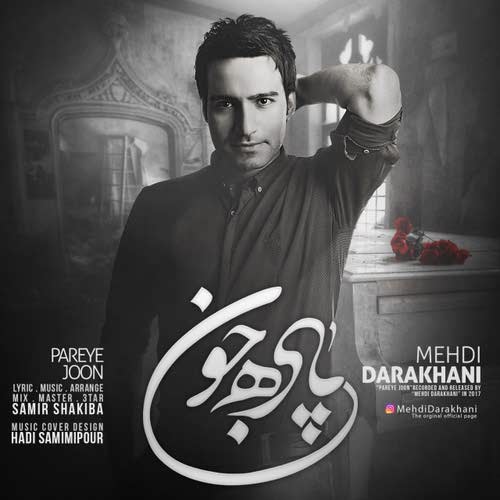 پاره جون
PAREYE
JOON
LYRIC . MUSIC . ARRANGE
MIX . MASTER . 3TAR
SAMIR SHAKIBA
MUSIC COVER DESIGN
HADI SAMIMIPOUR
MEHDI
DARAKHANI
"PAREYE JOON"RECORDED AND RELEASED BY
"MEHDI DARAKHANI" IN 2017
MehdiDarakhani
The orginal official page